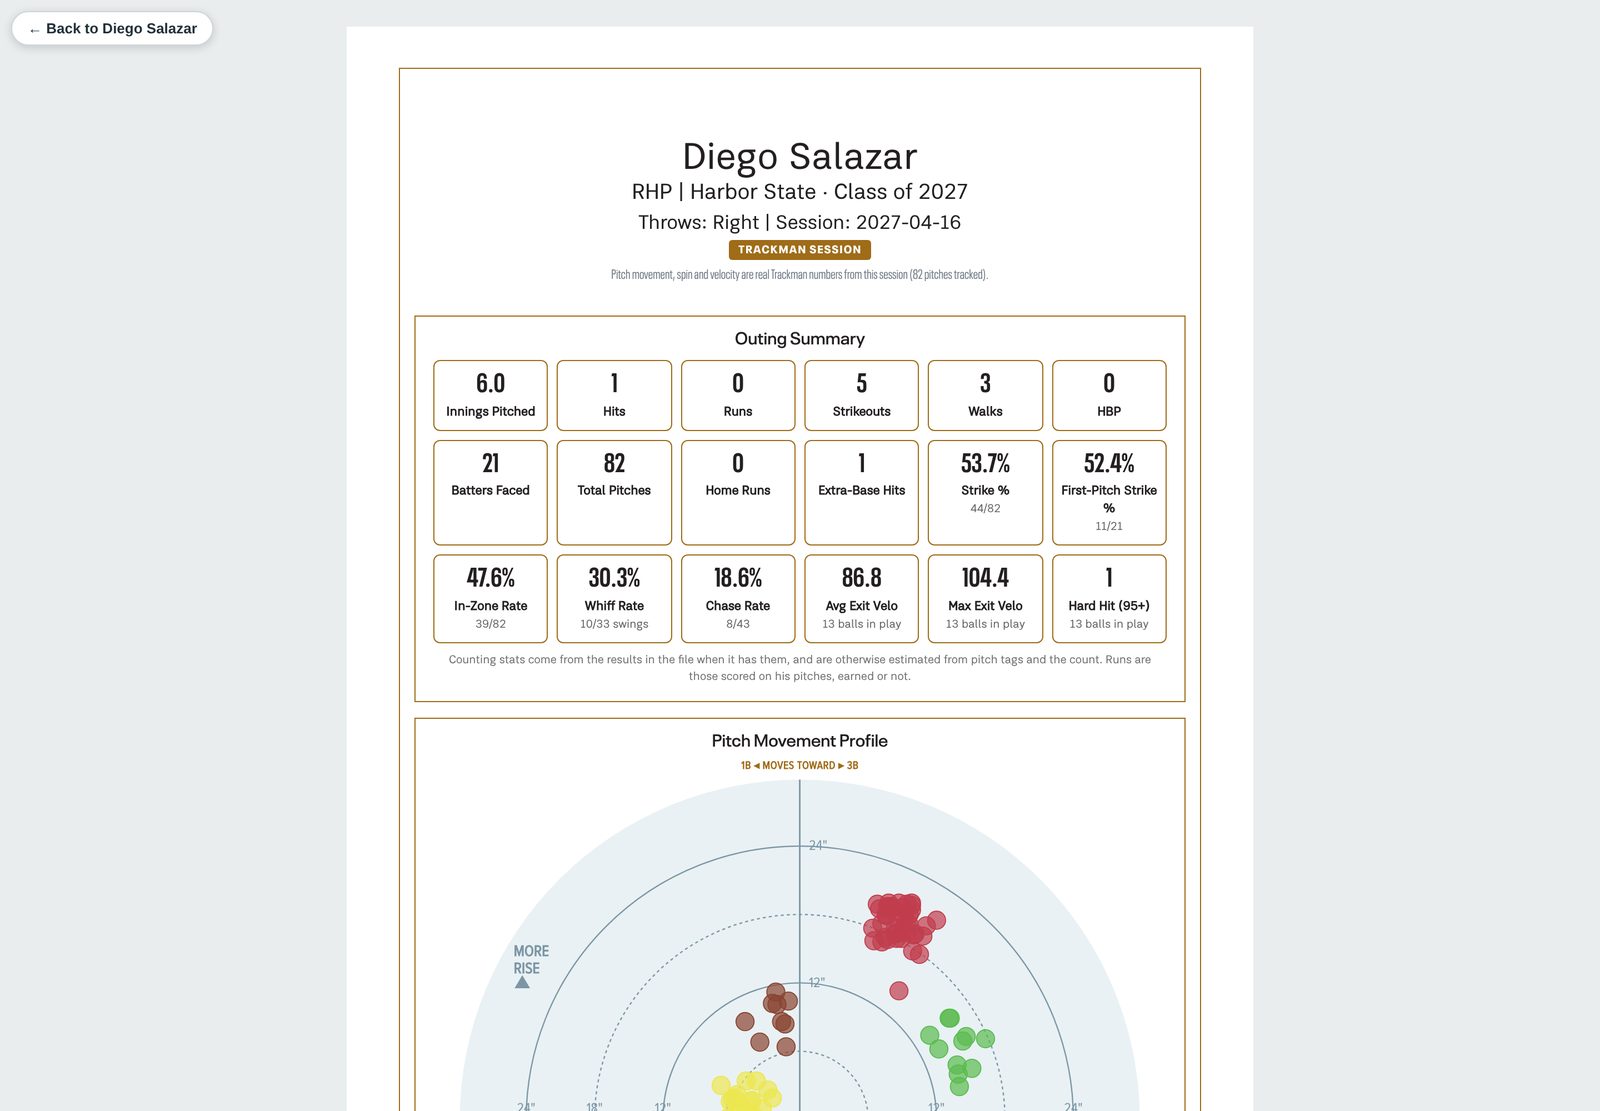 ← Back to Diego Salazar
Diego Salazar
RHP | Harbor State · Class of 2027
Throws: Right | Session: 2027-04-16
TRACKMAN SESSION
Pitch movement, spin and velocity are real Trackman numbers from this session (82 pitches tracked).
Outing Summary
6.0
Innings Pitched
1
Hits
0
Runs
5
Strikeouts
3
Walks
0
HBP
21
Batters Faced
82
Total Pitches
0
Home Runs
1
Extra-Base Hits
53.7%
Strike %
44/82
52.4%
First-Pitch Strike
%
11/21
47.6%
In-Zone Rate
39/82
30.3%
Whiff Rate
10/33 swings
18.6%
Chase Rate
8/43
86.8
Avg Exit Velo
13 balls in play
104.4
Max Exit Velo
13 balls in play
1
Hard Hit (95+)
13 balls in play
Counting stats come from the results in the file when it has them, and are otherwise estimated from pitch tags and the count. Runs are
those scored on his pitches, earned or not.
Pitch Movement Profile
1B ◄ MOVES TOWARD ► 3B
24"
MORE
RISE
▲
12"
24"
18"
12"
12"
24"